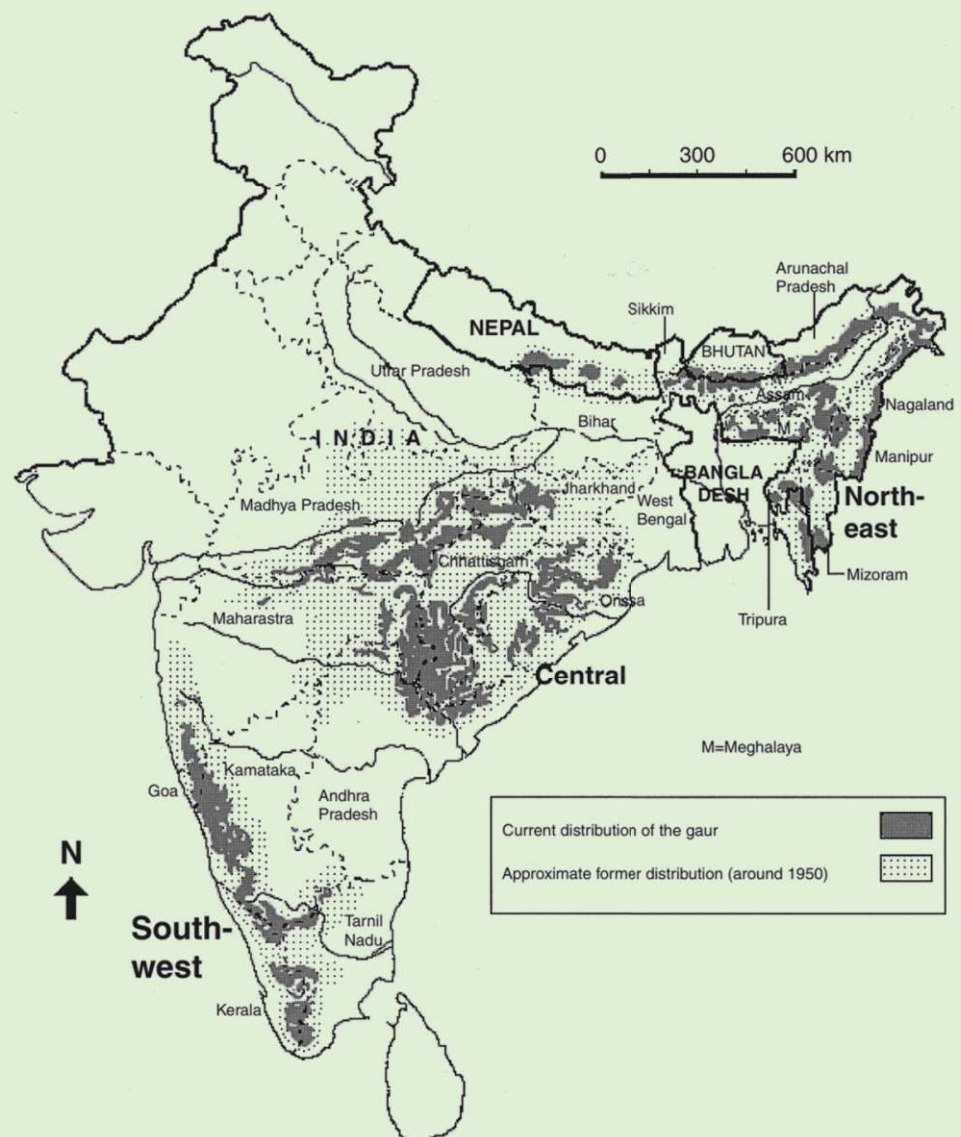 0 300 600 km
Arunachal
Pradesh
Sikkim
NEPAL
BHUTAN
Uttar Pradesh
Assam
Nagaland
Bihar
M
INDIA
Manipur
BANGLA
DESH
Jharkhand
West
Bengal
North-
east
Madhya Pradesh
Chhattisgarh
Mizoram
Orissa
Maharastra
Tripura
Central
M=Meghalaya
Karnataka
Goa
Andhra
Pradesh
Current distribution of the gaur
Approximate former distribution (around 1950)
N
Tarnil
Nadu
South-
west
Kerala